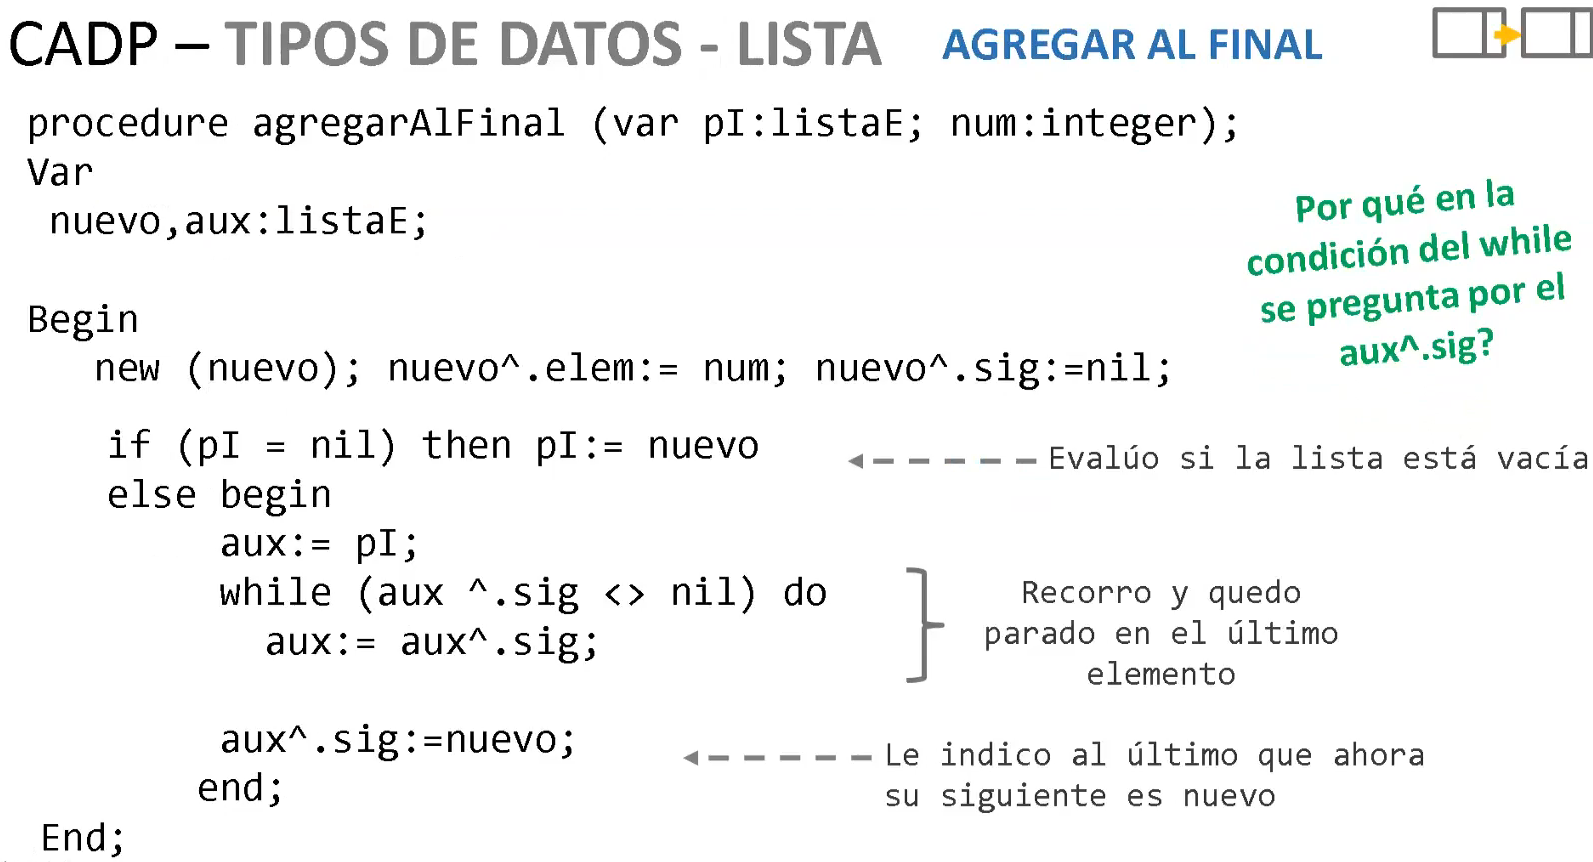 CADP – TIPOS DE DATOS - LISTA AGREGAR AL FINAL
procedure agregarAlFinal (var pI:listaE; num:integer);
Var
nuevo,aux:listaE;
Por qué en la
condición del while
se pregunta por el
aux^.sig?
Begin
new (nuevo); nuevo^.elem:= num; nuevo^.sig:=nil;
if (pI = nil) then pI:= nuevo
Evalúo si la lista está vacía
else begin
aux:= pI;
while (aux ^.sig <> nil) do
aux:= aux^.sig;
Recorro y quedo
parado en el último
elemento
aux^.sig:=nuevo;
Le indico al último que ahora
su siguiente es nuevo
end;
End;